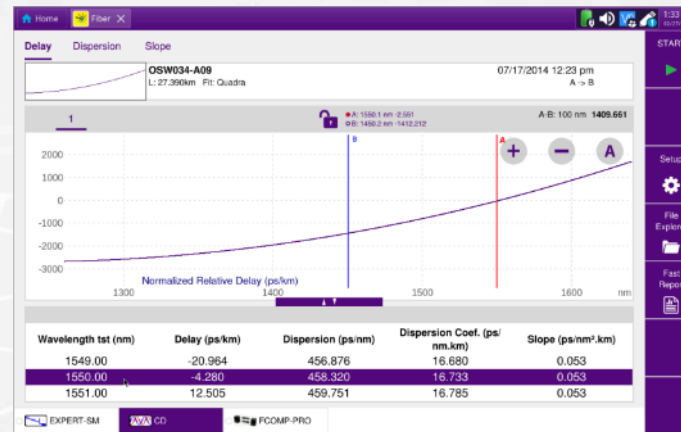 Home Fiber X 1:33
Delay Dispersion Slope START
OSW034-A09 07/17/2014 12:23 pm
L: 27.390km Fit: Quadra A -> B
1 A: 1550.1 nm -2.551 A-B: 100 nm 1409.661
B: 1450.2 nm -1412.212
B A + − A
2000
1000
0
-1000
-2000
-3000
Normalized Relative Delay (ps/km)
1300 1400 1500 1600 nm
Setup
File
Explore
Fast
Repor
Wavelength tst (nm) Delay (ps/km) Dispersion (ps/nm) Dispersion Coef. (ps/nm.km) Slope (ps/nm².km)
1549.00 -20.964 456.876 16.680 0.053
1550.00 -4.280 458.320 16.733 0.053
1551.00 12.505 459.751 16.785 0.053
EXPERT-SM CD FCOMP-PRO